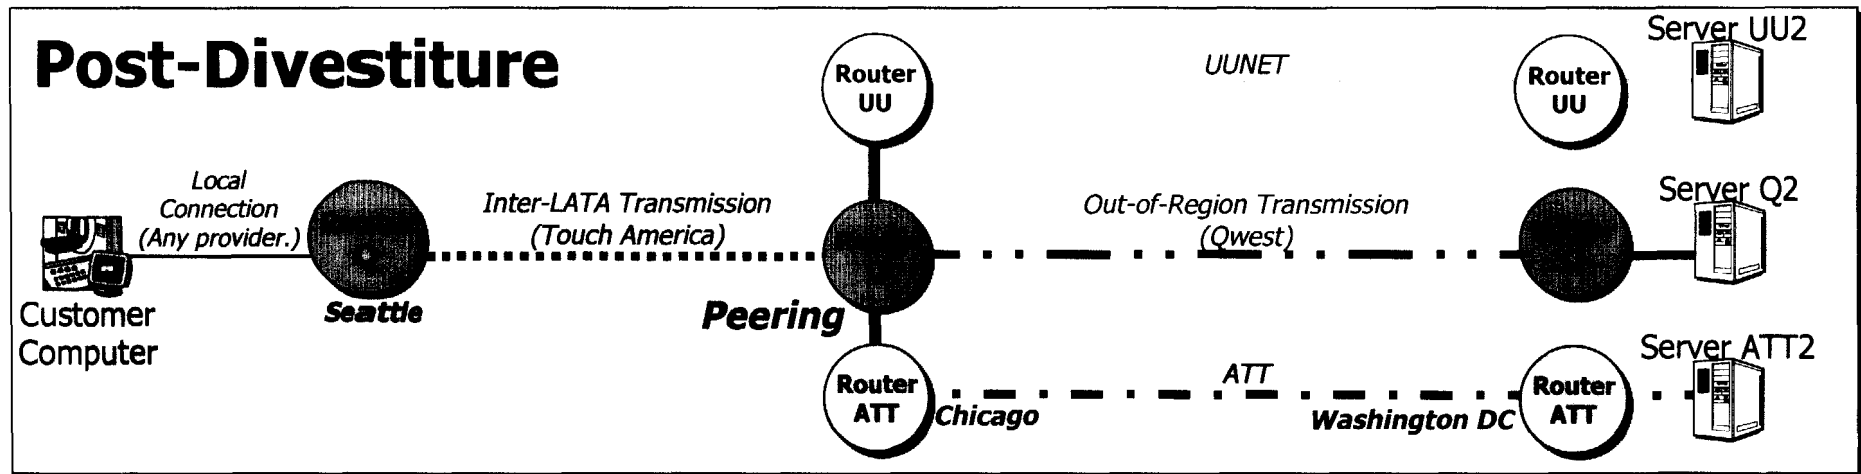 Post-Divestiture
Router
UU
UUNET
Router
UU
Server UU2
Local
Connection
(Any provider.)
Inter-LATA Transmission
(Touch America)
Out-of-Region Transmission
(Qwest)
Server Q2
Customer
Computer
Seattle
Peering
Router
ATT
Chicago
ATT
Washington DC
Router
ATT
Server ATT2